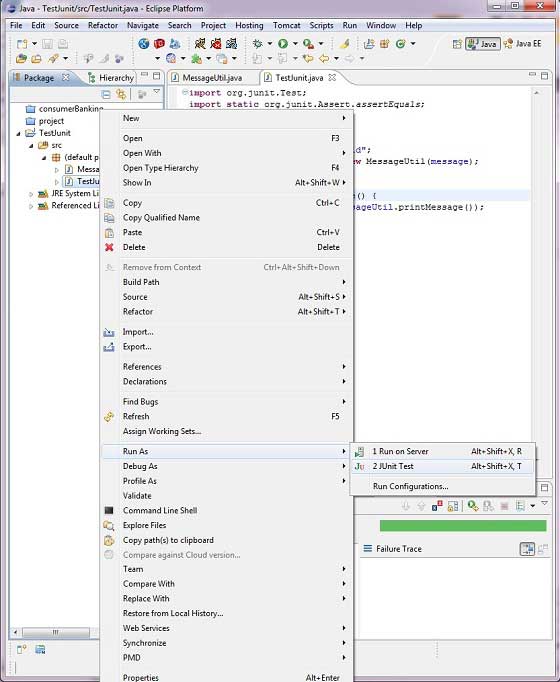 Java - TestJunit/src/TestJunit.java - Eclipse Platform
File Edit Source Refactor Navigate Search Project MyEclipse Hosting Tomcat Scripts Run Window Help
Java Java EE
Package Hierarchy
MessageUtil.java TestJunit.java
import org.junit.Test;
import static org.junit.Assert.assertEquals;
consumerBanking
project
TestJunit
src
(default p
Messa
TestJu
JRE System Li
Referenced Li
d";
MessageUtil(message);
() {
ageUtil.printMessage());
New
Open F3
Open With
Open Type Hierarchy F4
Show In Alt+Shift+W
Copy Ctrl+C
Copy Qualified Name
Paste Ctrl+V
Delete Delete
Remove from Context Ctrl+Alt+Shift+Down
Build Path
Source Alt+Shift+S
Refactor Alt+Shift+T
Import...
Export...
References
Declarations
Find Bugs
Refresh F5
Assign Working Sets...
Run As
1 Run on Server Alt+Shift+X, R
Debug As
2 JUnit Test Alt+Shift+X, T
Profile As
Run Configurations...
Validate
Command Line Shell
Explore Files
Copy path(s) to clipboard
Failure Trace
Compare against Cloud version...
Team
Compare With
Replace With
Restore from Local History...
Web Services
Synchronize
PMD
Properties Alt+Enter